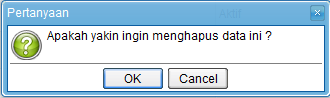 Pertanyaan
Apakah yakin ingin menghapus data ini ?
OK
Cancel